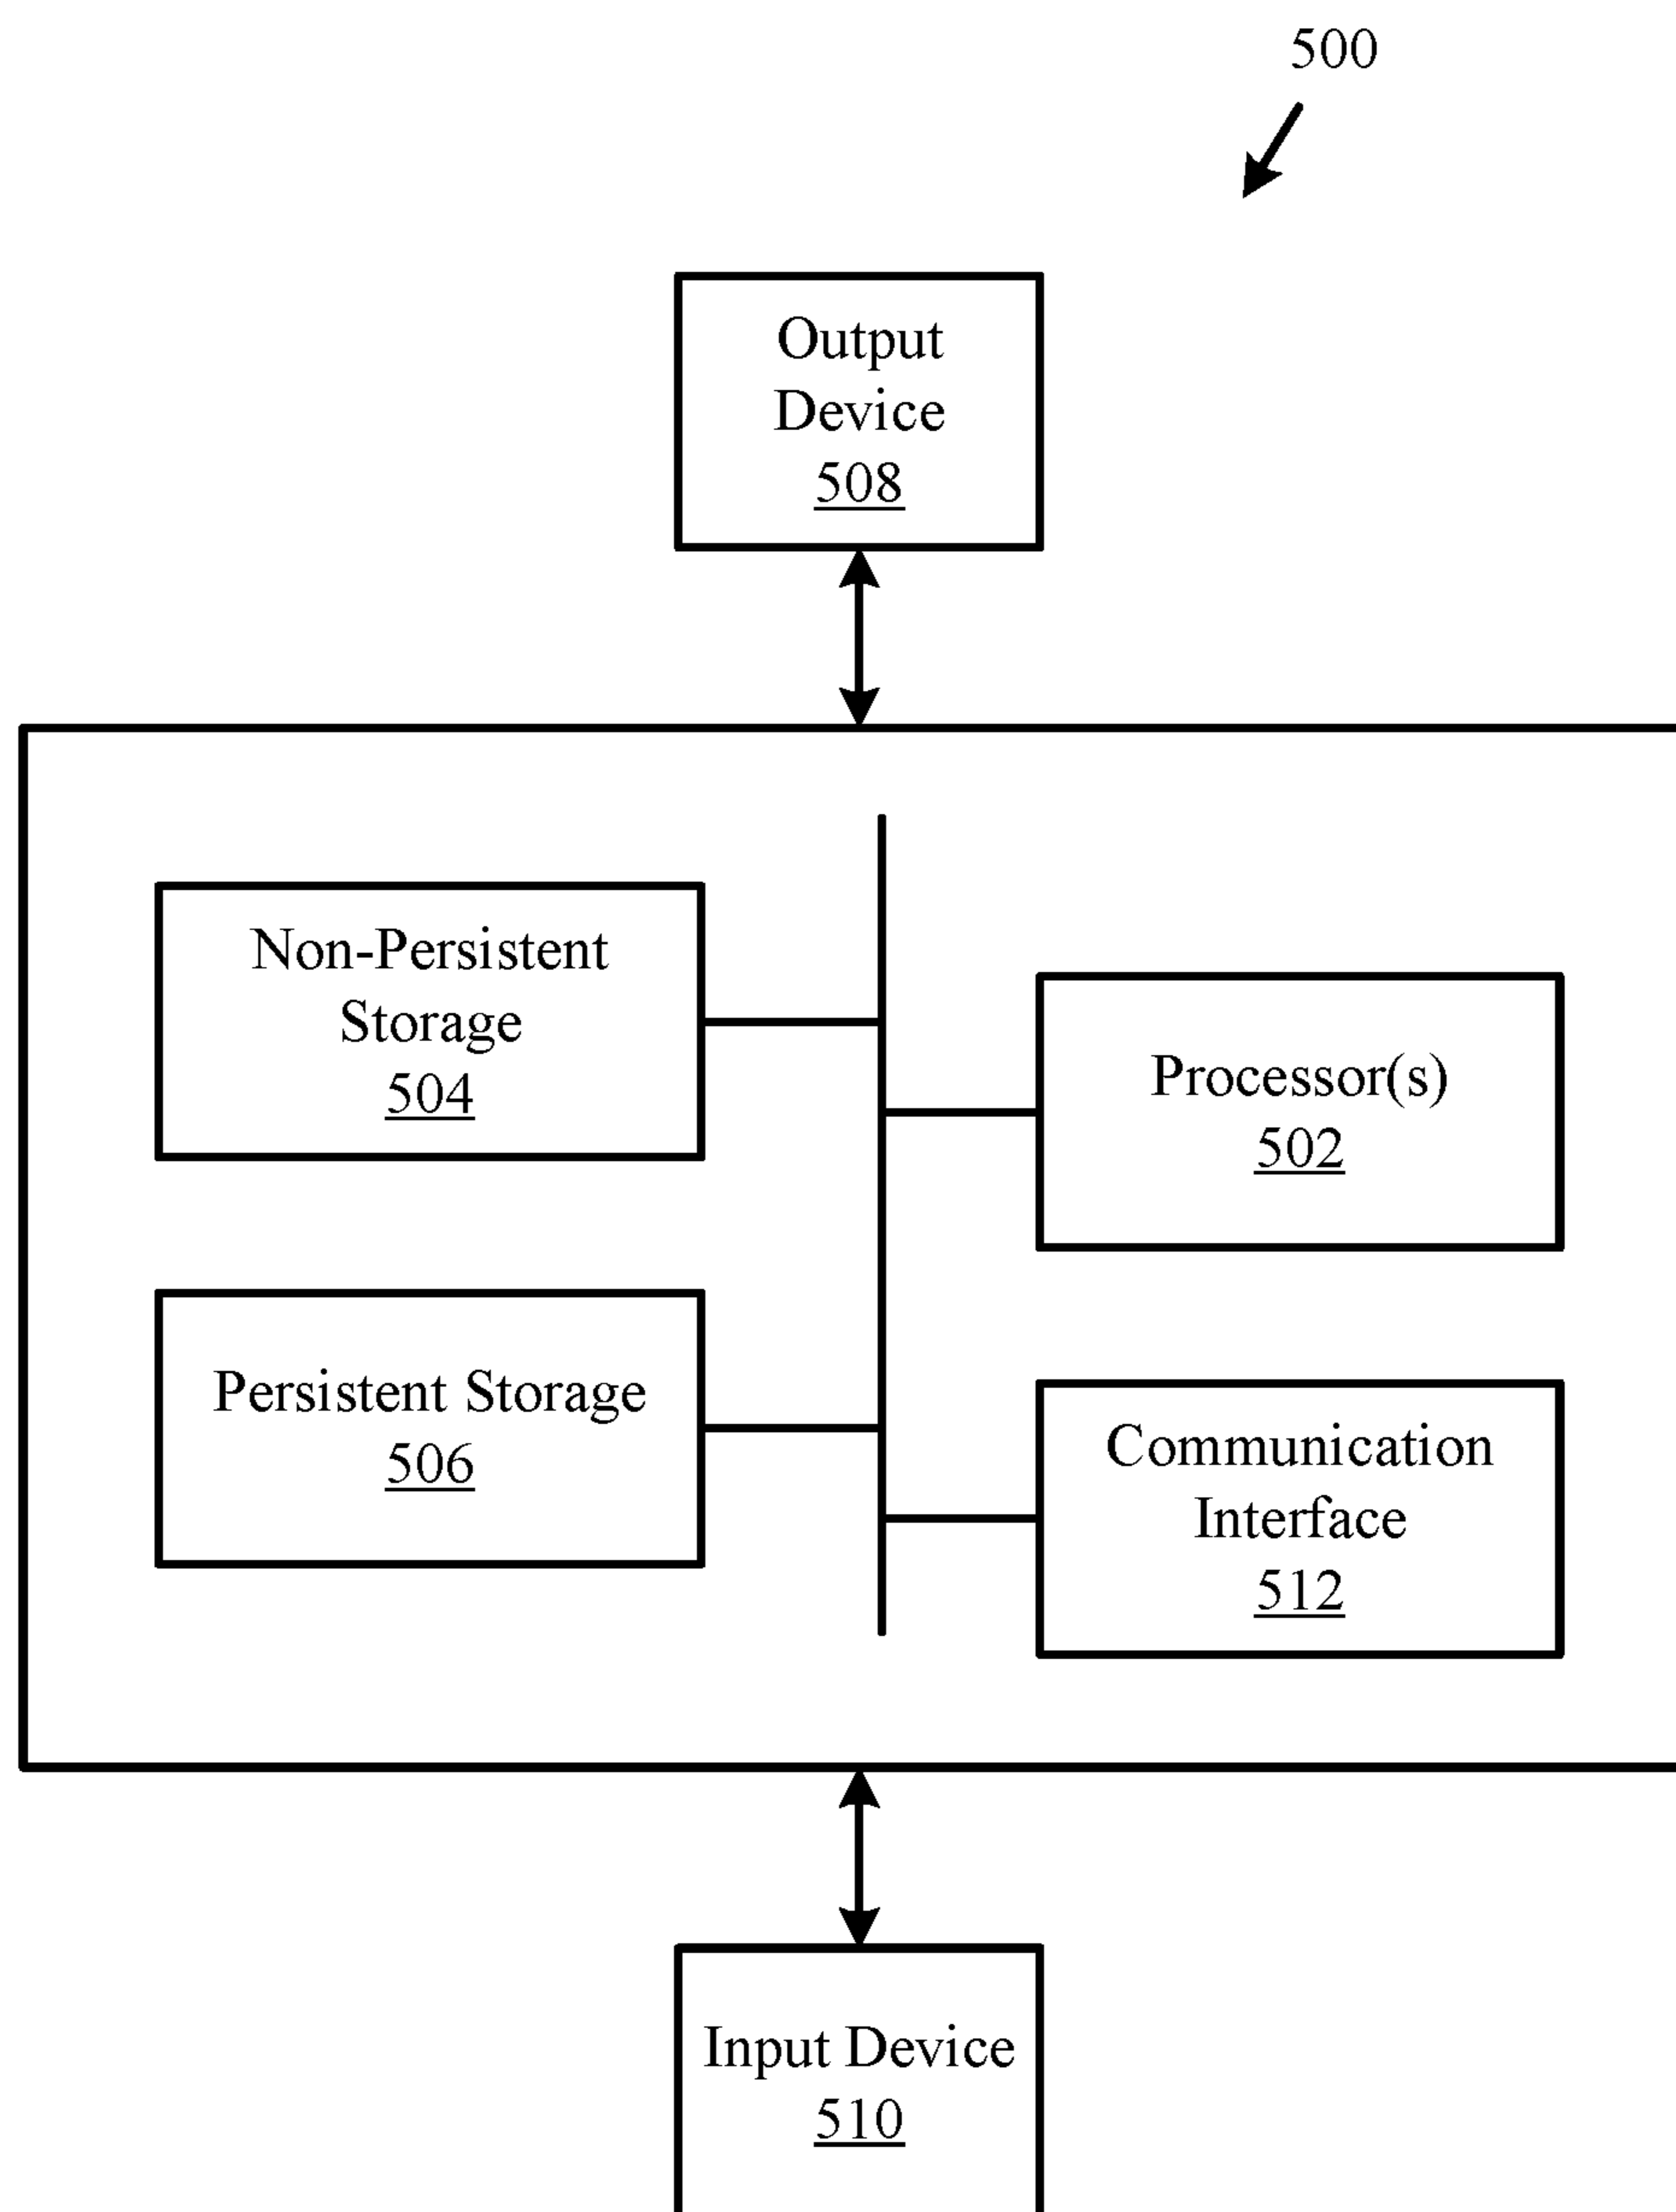 500
Output
Device
508
Non-Persistent
Storage
504
Processor(s)
502
Persistent Storage
506
Communication
Interface
512
Input Device
510